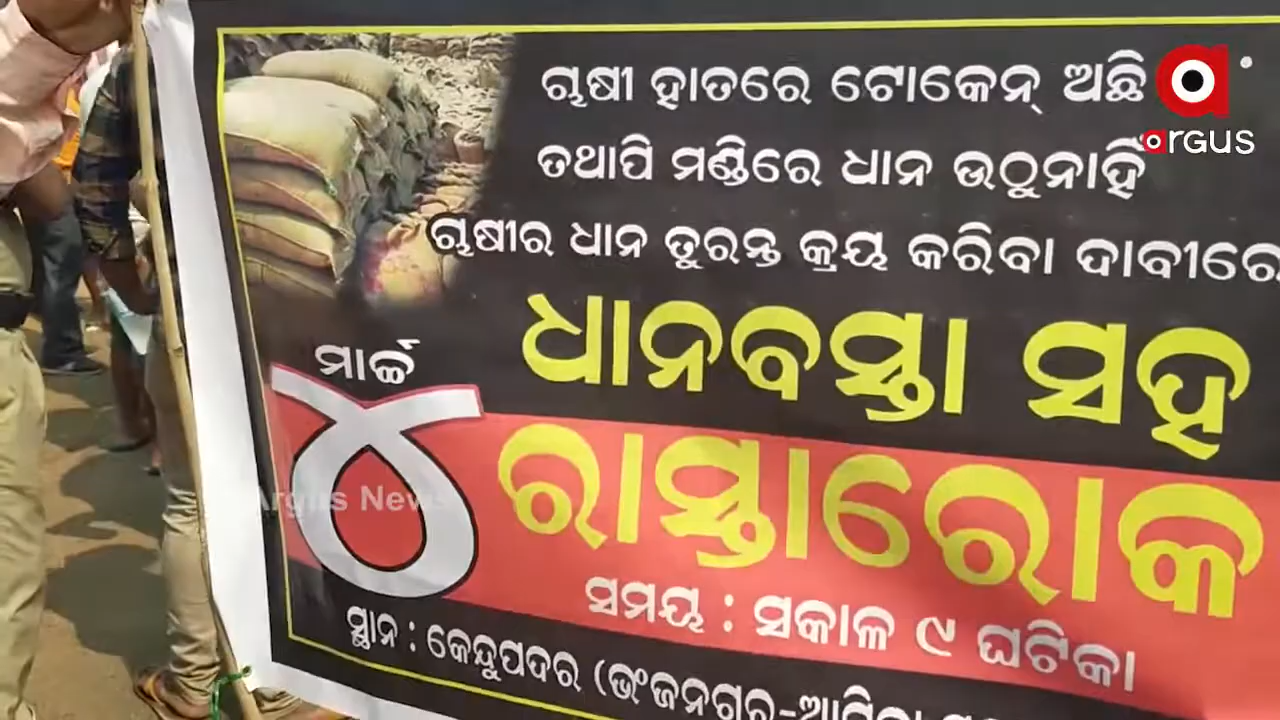 ଚାଷୀ ହାତରେ ଟୋକେନ୍ ଅଛି
ତଥାପି ମଣ୍ଡିରେ ଧାନ ଉଠୁନାହିଁ
ଚାଷୀର ଧାନ ତୁରନ୍ତ କ୍ରୟ କରିବା ଦାବୀରେ
ଧାନବସ୍ତା ସହ
ରାସ୍ତାରୋକ
ମାର୍ଚ୍ଚ
୪
ସମୟ : ସକାଳ ୯ ଘଟିକା
ସ୍ଥାନ : କେନ୍ଦୁପଦର (ଭଂଜନଗର-
argus
Argus News